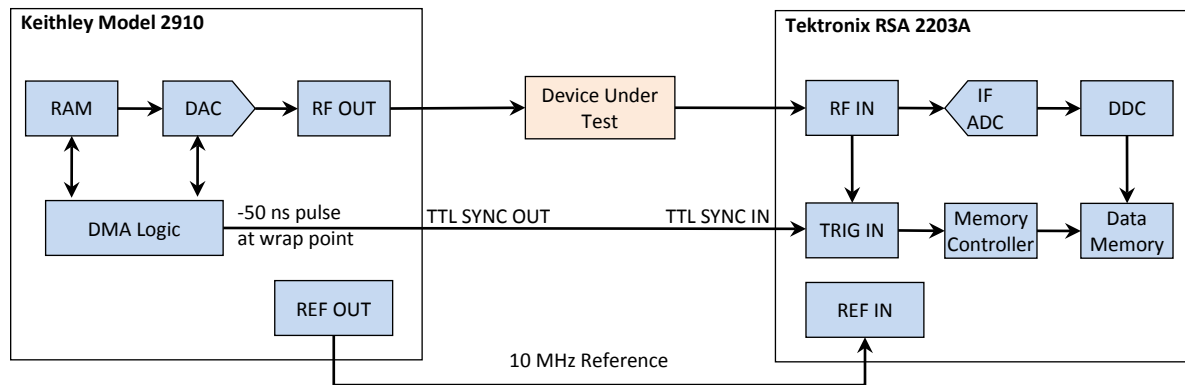 Keithley Model 2910
Tektronix RSA 2203A
RAM
DAC
RF OUT
Device Under
Test
RF IN
IF
ADC
DDC
DMA Logic
-50 ns pulse
at wrap point
TTL SYNC OUT
TTL SYNC IN
TRIG IN
Memory
Controller
Data
Memory
REF OUT
REF IN
10 MHz Reference